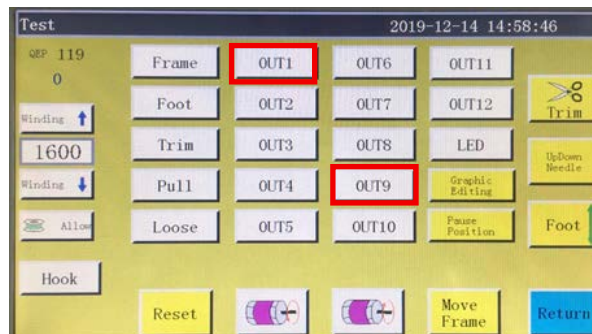 Test 2019-12-14 14:58:46
QEP 119
0
Frame OUT1 OUT6 OUT11
Foot OUT2 OUT7 OUT12
Trim
Winding
1600
Trim OUT3 OUT8 LED
UpDown
Needle
Winding
Pull OUT4 OUT9 Graphic
Editing
Allow
Loose OUT5 OUT10 Pause
Position
Foot
Hook
Reset
Move
Frame
Return